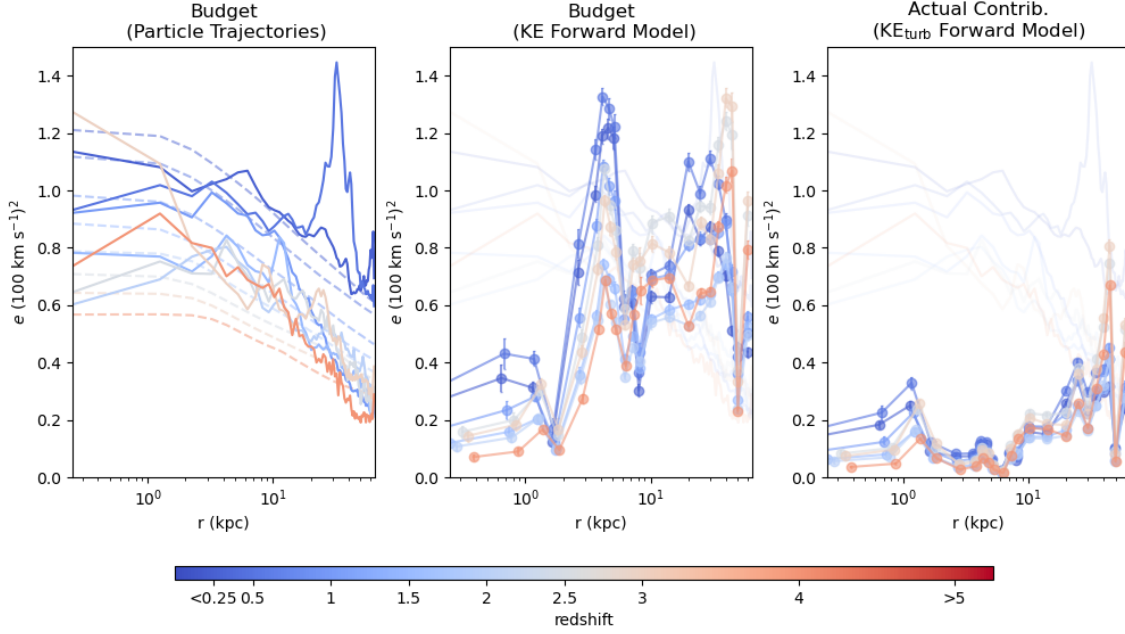 Budget
(Particle Trajectories)
Budget
(KE Forward Model)
Actual Contrib.
(KE_turb Forward Model)
1.4
1.2
1.0
0.8
0.6
0.4
0.2
0.0
e (100 km s⁻¹)²
10⁰
10¹
r (kpc)
1.4
1.2
1.0
0.8
0.6
0.4
0.2
0.0
e (100 km s⁻¹)²
10⁰
10¹
r (kpc)
1.4
1.2
1.0
0.8
0.6
0.4
0.2
0.0
e (100 km s⁻¹)²
10⁰
10¹
r (kpc)
<0.25 0.5 1 1.5 2 2.5 3 4 >5
redshift